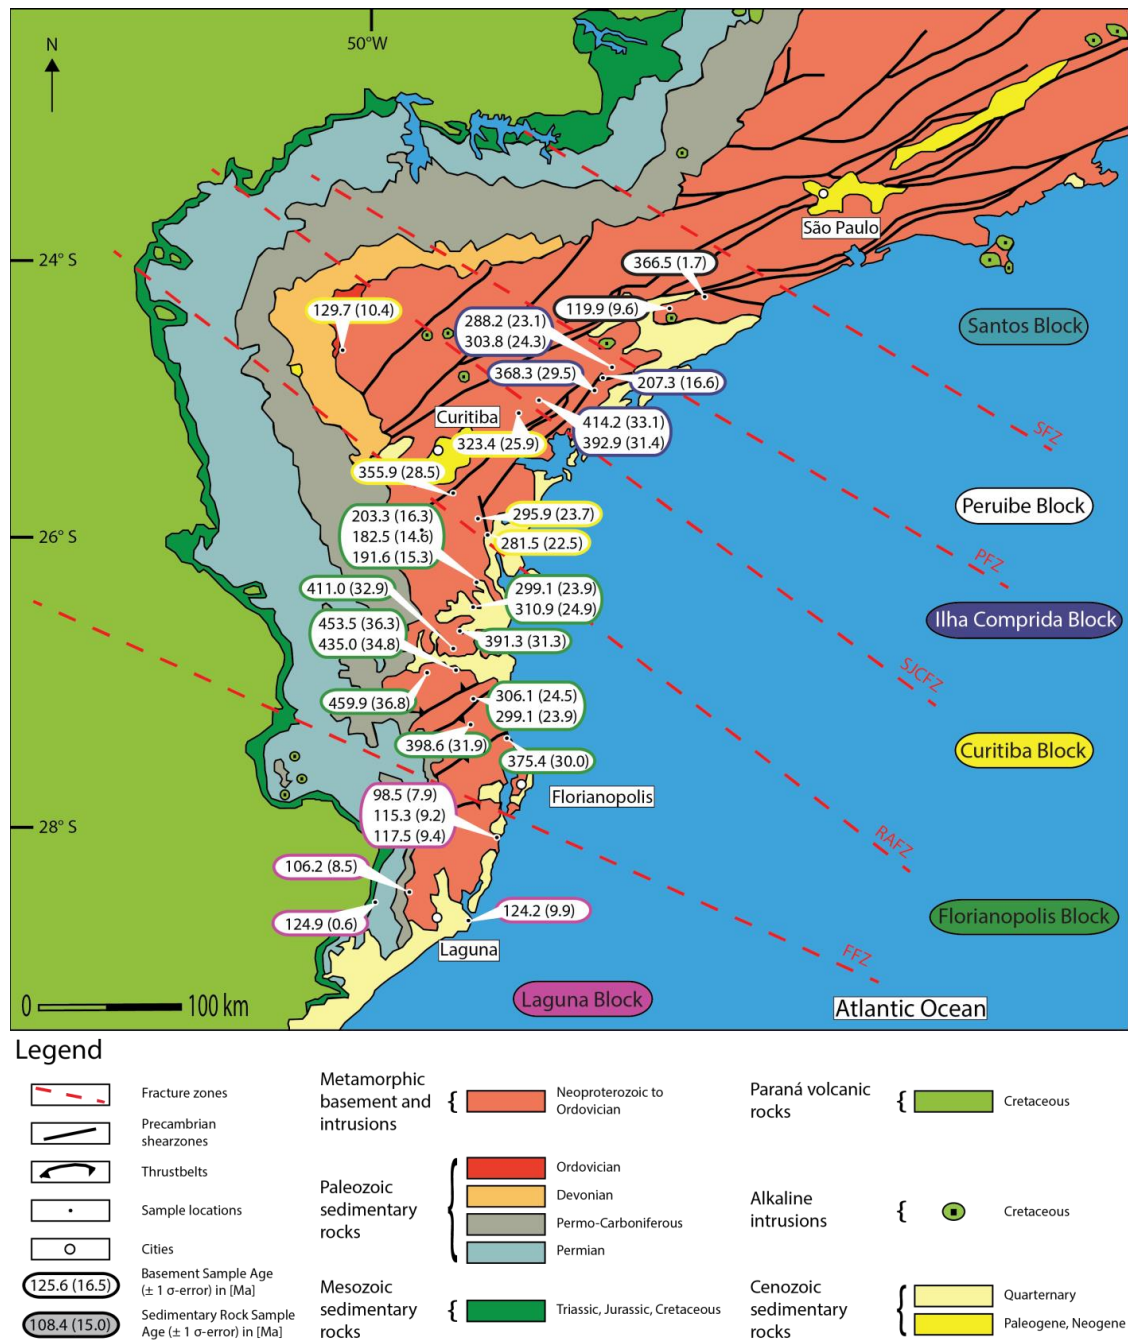 50°W
N
24° S
São Paulo
366.5 (1.7)
119.9 (9.6)
129.7 (10.4)
288.2 (23.1)
303.8 (24.3)
Santos Block
368.3 (29.5)
207.3 (16.6)
Curitiba
414.2 (33.1)
392.9 (31.4)
323.4 (25.9)
SFZ
355.9 (28.5)
Peruibe Block
203.3 (16.3)
182.5 (14.6)
191.6 (15.3)
295.9 (23.7)
26° S
281.5 (22.5)
PFZ
411.0 (32.9)
299.1 (23.9)
310.9 (24.9)
Ilha Comprida Block
453.5 (36.3)
435.0 (34.8)
391.3 (31.3)
SJCFZ
459.9 (36.8)
306.1 (24.5)
299.1 (23.9)
398.6 (31.9)
375.4 (30.0)
Curitiba Block
98.5 (7.9)
115.3 (9.2)
117.5 (9.4)
Florianopolis
28° S
RAFZ
106.2 (8.5)
124.9 (0.6)
124.2 (9.9)
Florianopolis Block
Laguna
FFZ
0
100 km
Laguna Block
Atlantic Ocean
Legend
Fracture zones
Precambrian
shearzones
Thrustbelts
Sample locations
Cities
125.6 (16.5)
Basement Sample Age
(± 1 σ-error) in [Ma]
108.4 (15.0)
Sedimentary Rock Sample
Age (± 1 σ-error) in [Ma]
Metamorphic
basement and
intrusions
{
Neoproterozoic to
Ordovician
Paleozoic
sedimentary
rocks
{
Ordovician
Devonian
Permo-Carboniferous
Permian
Mesozoic
sedimentary
rocks
{
Triassic, Jurassic, Cretaceous
Paraná volcanic
rocks
{
Cretaceous
Alkaline
intrusions
{
Cretaceous
Cenozoic
sedimentary
rocks
{
Quarternary
Paleogene, Neogene